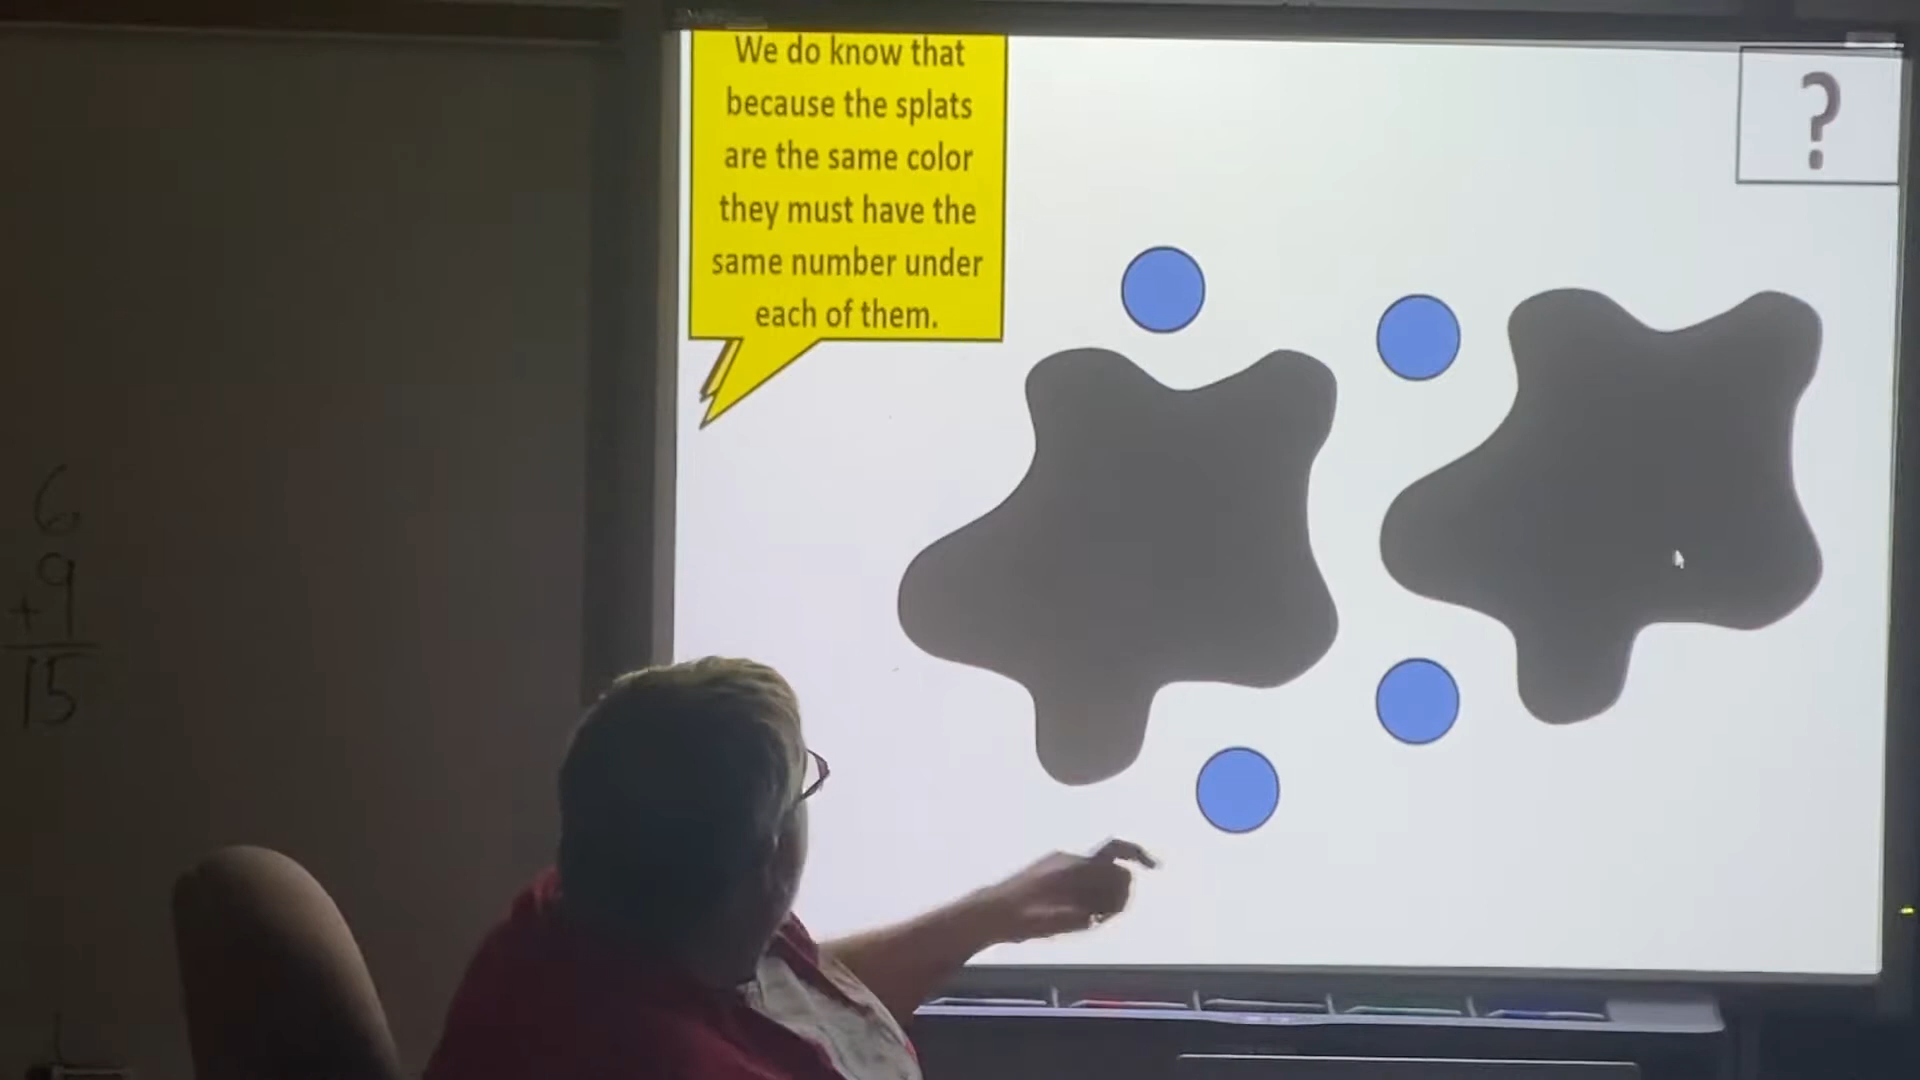 We do know that
because the splats
are the same color
they must have the
same number under
each of them.
?
6
+9
15